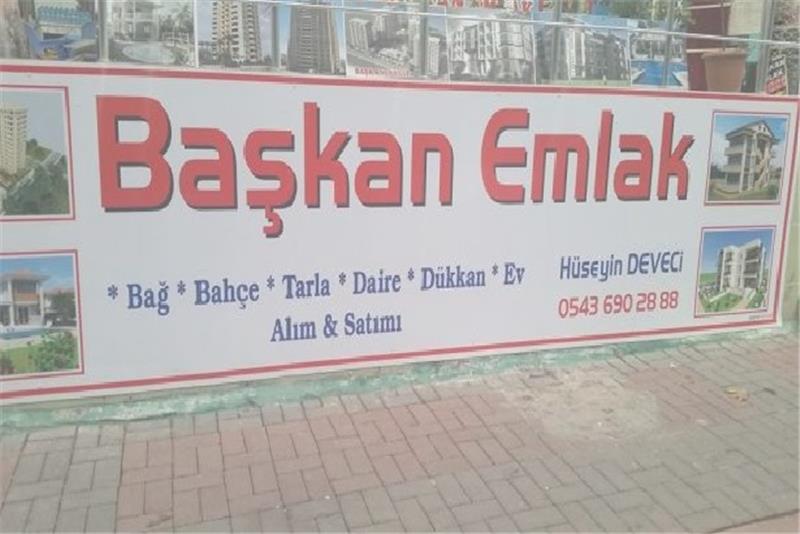 Başkan Emlak
* Bağ * Bahçe * Tarla * Daire * Dükkan * Ev
Alım & Satımı
Hüseyin DEVECİ
0543 690 28 88